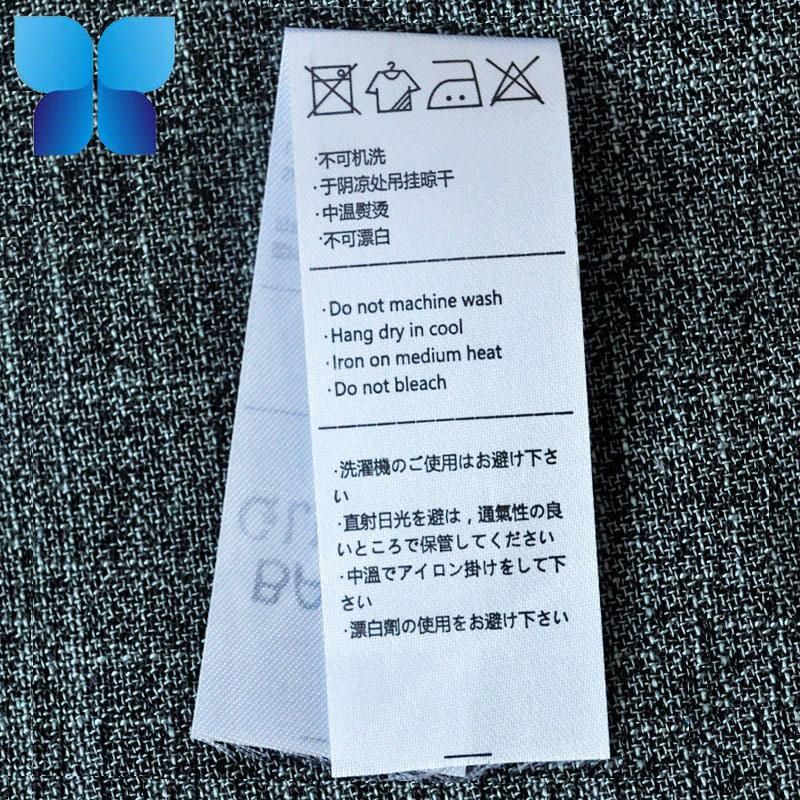 ·不可机洗
·于阴凉处吊挂晾干
·中温熨烫
·不可漂白
·Do not machine wash
·Hang dry in cool
·Iron on medium heat
·Do not bleach
·洗濯機のご使用はお避け下さ
い
·直射日光を避は，通氣性の良
いところで保管してください
·中溫でアイロン掛けをして下
さい
·漂白劑の使用をお避け下さい